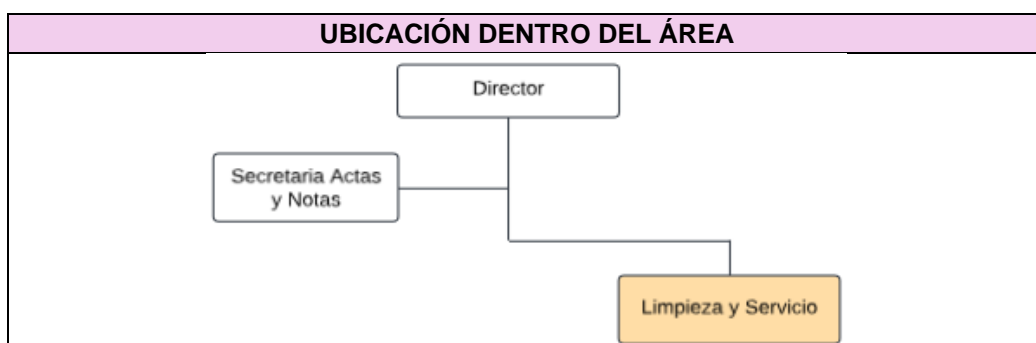 UBICACIÓN DENTRO DEL ÁREA
Director
Secretaria Actas
y Notas
Limpieza y Servicio